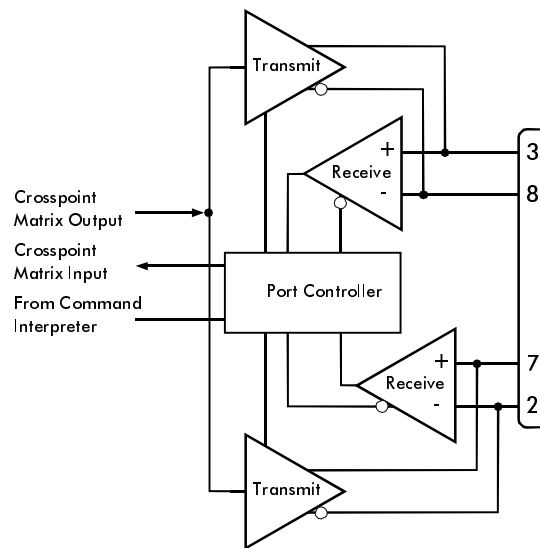 Transmit
+
Receive
-
3
8
Crosspoint
Matrix Output
Crosspoint
Matrix Input
From Command
Interpreter
Port Controller
+
Receive
-
7
2
Transmit